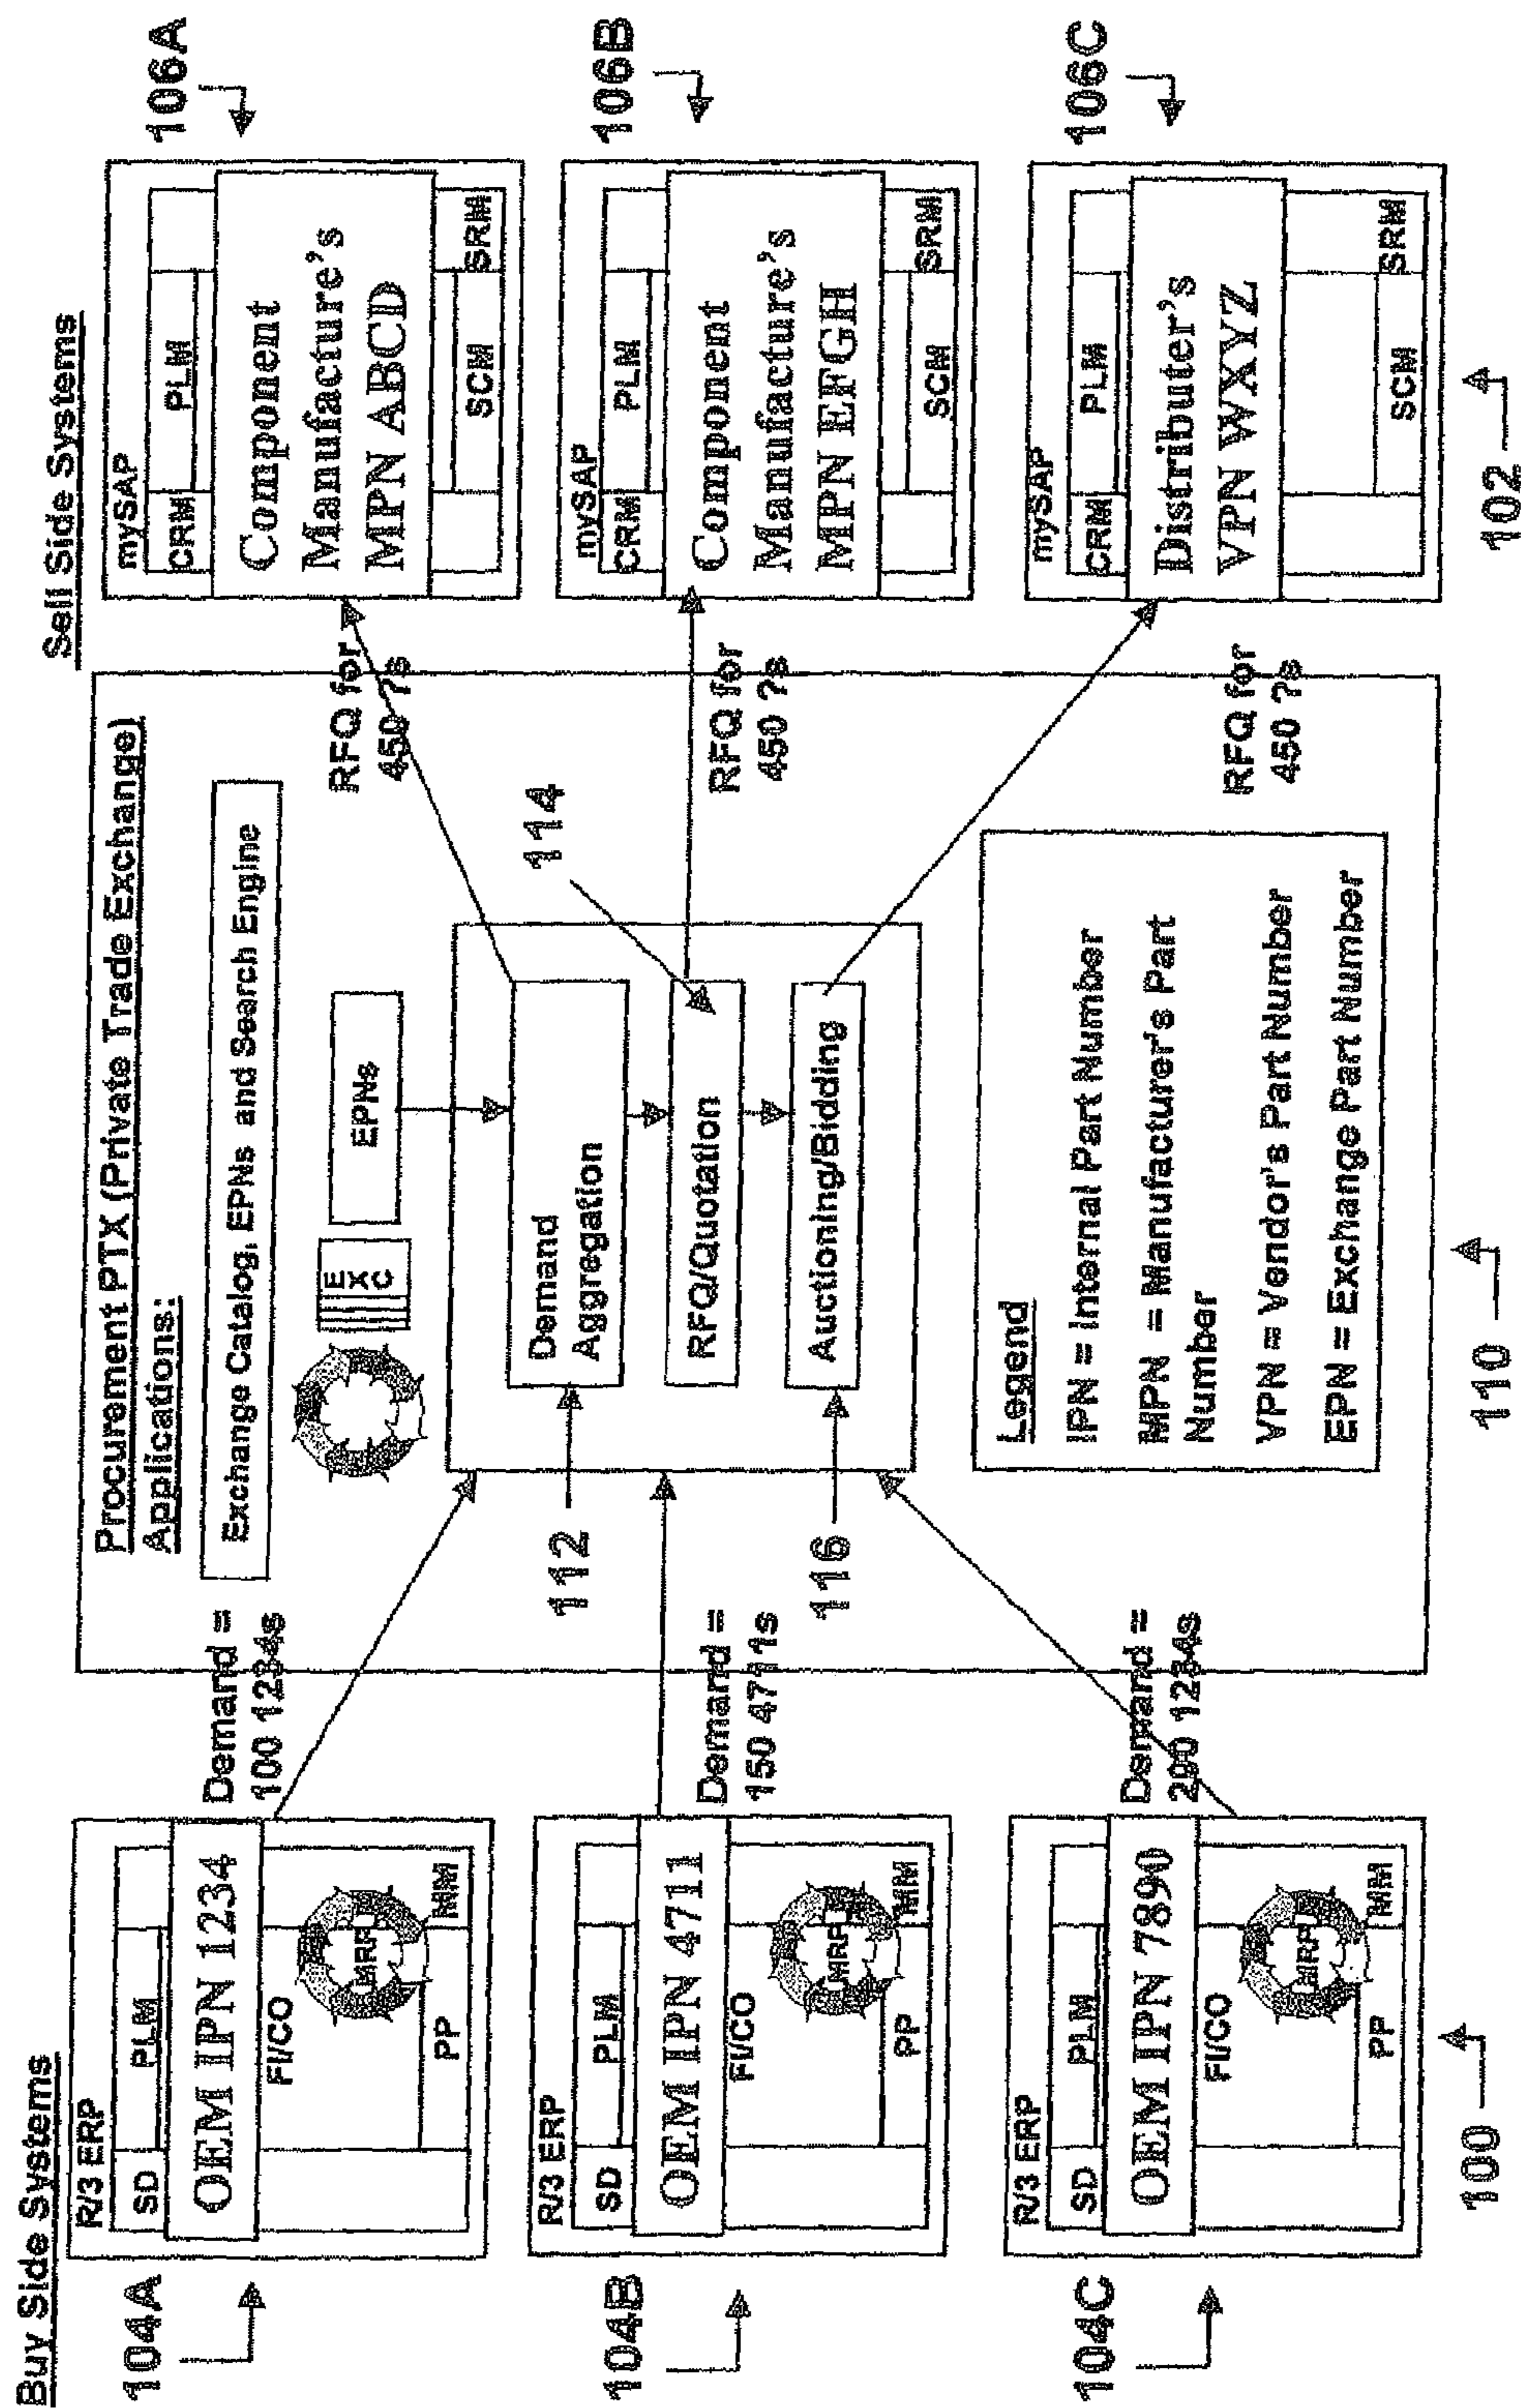 Buy Side Systems
104A
R/3 ERP
SD
PLM
OEM IPN 1234
FI/CO
MRP
PP
MM
104B
R/3 ERP
SD
PLM
OEM IPN 4711
FI/CO
MRP
PP
MM
104C
R/3 ERP
SD
PLM
OEM IPN 7890
FI/CO
MRP
PP
MM
100
Demand =
100 1234s
Demand =
150 4711s
Demand =
200 1234s
Procurement PTX (Private Trade Exchange)
Applications:
Exchange Catalog, EPNs and Search Engine
EXC
EPNs
112
Demand
Aggregation
114
RFQ/Quotation
116
Auctioning/Bidding
Legend
IPN = Internal Part Number
MPN = Manufacturer's Part
Number
VPN = Vendor's Part Number
EPN = Exchange Part Number
110
RFQ for
450 ?s
RFQ for
450 ?s
RFQ for
450 ?s
Sell Side Systems
106A
mySAP
CRM
PLM
Component
Manufacture's
MPN ABCD
SCM
SRM
106B
mySAP
CRM
PLM
Component
Manufacture's
MPN EFGH
SCM
SRM
106C
mySAP
CRM
PLM
Distributer's
VPN WXYZ
SCM
SRM
102